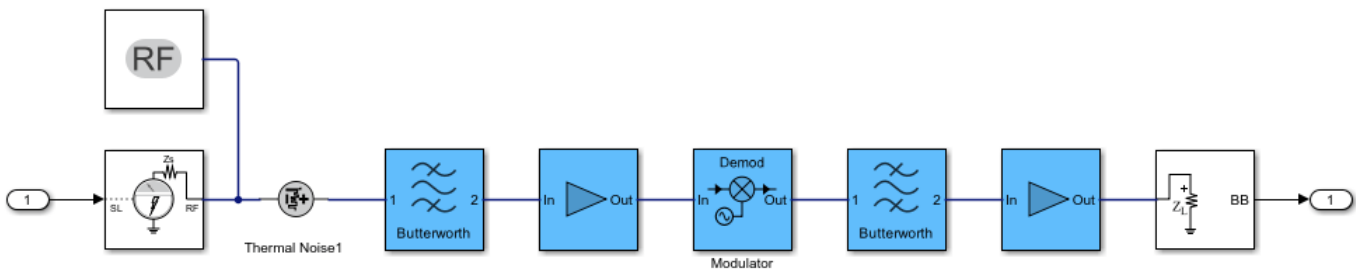 RF
1
SL
Zs
RF
Thermal Noise1
1
2
Butterworth
In
Out
Demod
In
Out
Modulator
1
2
Butterworth
In
Out
+
Z_L
BB
1